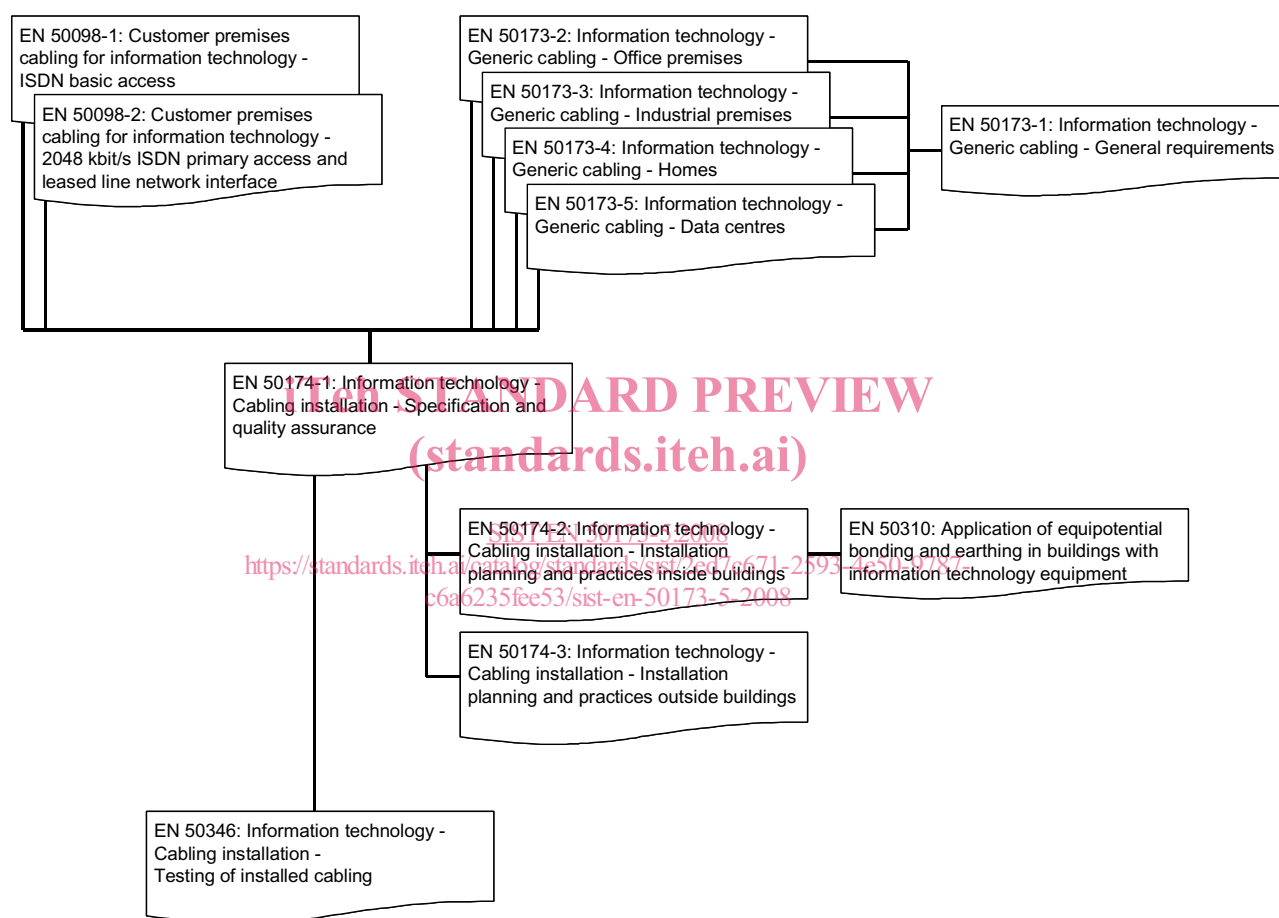 EN 50098-1: Customer premises
cabling for information technology -
ISDN basic access
EN 50098-2: Customer premises
cabling for information technology -
2048 kbit/s ISDN primary access and
leased line network interface
EN 50173-2: Information technology -
Generic cabling - Office premises
EN 50173-3: Information technology -
Generic cabling - Industrial premises
EN 50173-4: Information technology -
Generic cabling - Homes
EN 50173-5: Information technology -
Generic cabling - Data centres
EN 50173-1: Information technology -
Generic cabling - General requirements
EN 50174-1: Information technology -
Cabling installation - Specification and
quality assurance
iTeh STANDARD PREVIEW
(standards.iteh.ai)
EN 50174-2: Information technology -
Cabling installation - Installation
planning and practices inside buildings
SIST EN 50173-5:2008
https://standards.iteh.ai/catalog/standards/sist/2ed7c671-2593-4e50-9787-
c6a6235fee53/sist-en-50173-5-2008
EN 50310: Application of equipotential
bonding and earthing in buildings with
information technology equipment
EN 50174-3: Information technology -
Cabling installation - Installation
planning and practices outside buildings
EN 50346: Information technology -
Cabling installation -
Testing of installed cabling